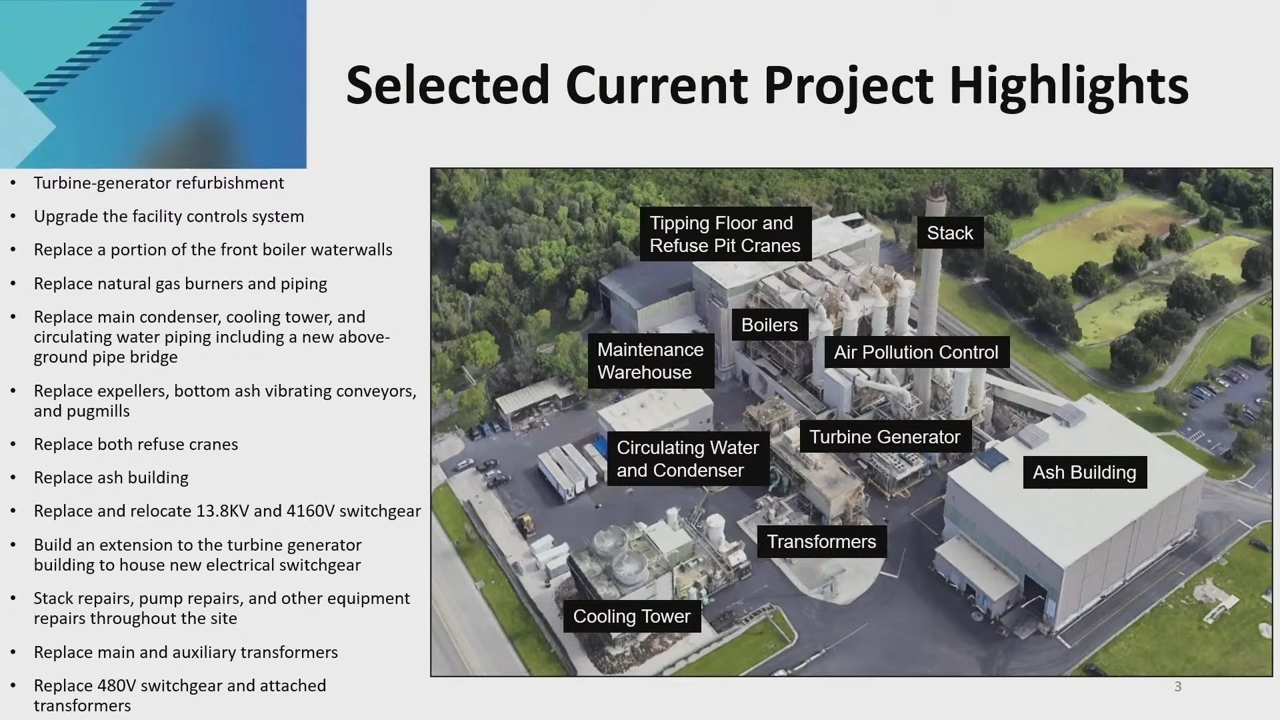 Selected Current Project Highlights
• Turbine-generator refurbishment
• Upgrade the facility controls system
• Replace a portion of the front boiler waterwalls
• Replace natural gas burners and piping
• Replace main condenser, cooling tower, and
circulating water piping including a new above-
ground pipe bridge
• Replace expellers, bottom ash vibrating conveyors,
and pugmills
• Replace both refuse cranes
• Replace ash building
• Replace and relocate 13.8KV and 4160V switchgear
• Build an extension to the turbine generator
building to house new electrical switchgear
• Stack repairs, pump repairs, and other equipment
repairs throughout the site
• Replace main and auxiliary transformers
• Replace 480V switchgear and attached
transformers
Tipping Floor and
Refuse Pit Cranes
Stack
Boilers
Maintenance
Warehouse
Air Pollution Control
Turbine Generator
Circulating Water
and Condenser
Ash Building
Transformers
Cooling Tower
3